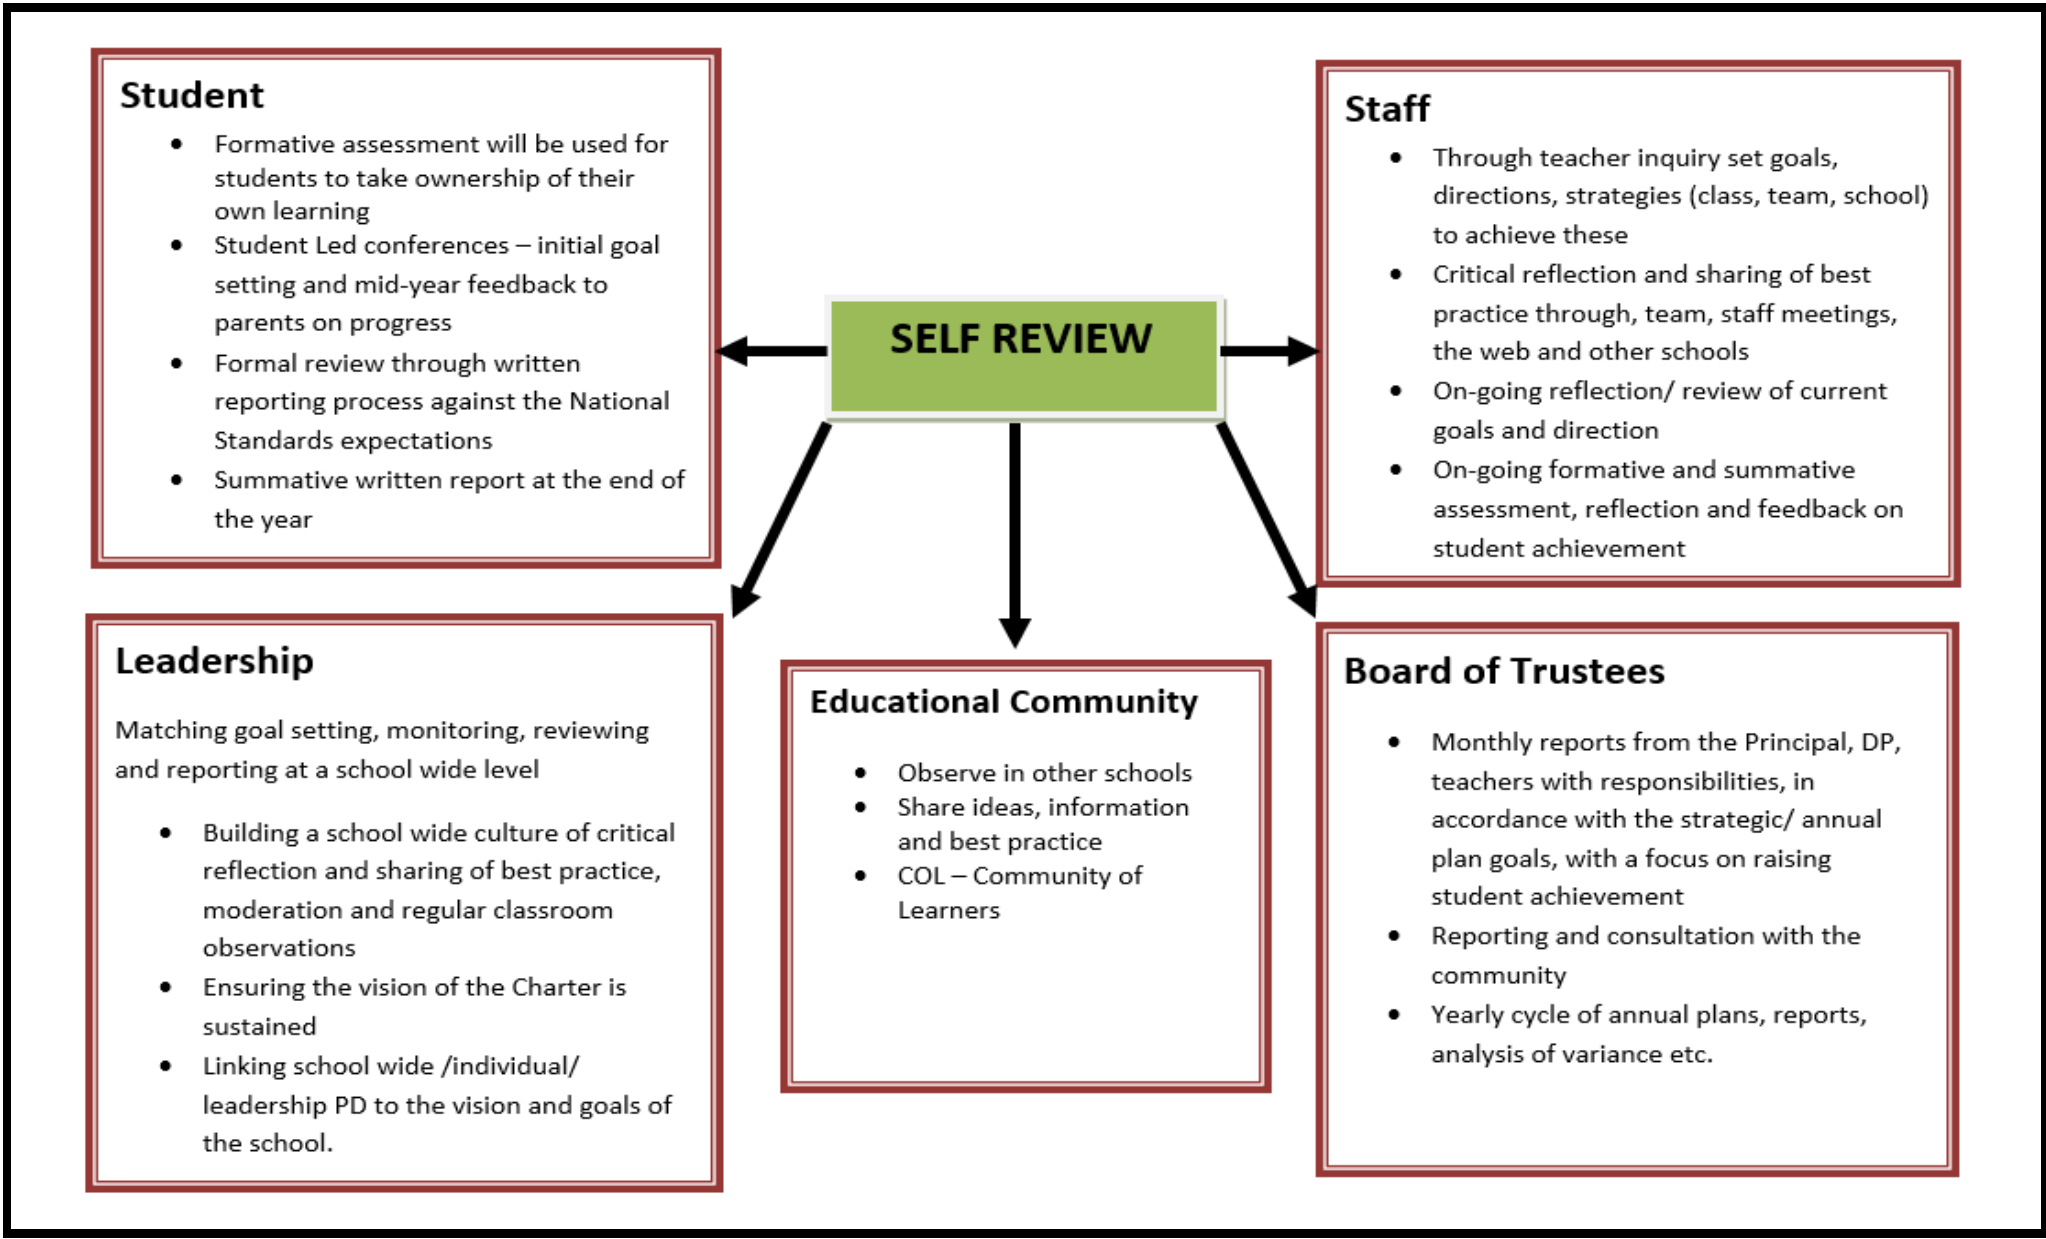 Student
• Formative assessment will be used for
students to take ownership of their
own learning
• Student Led conferences – initial goal
setting and mid-year feedback to
parents on progress
• Formal review through written
reporting process against the National
Standards expectations
• Summative written report at the end of
the year
SELF REVIEW
Staff
• Through teacher inquiry set goals,
directions, strategies (class, team, school)
to achieve these
• Critical reflection and sharing of best
practice through, team, staff meetings,
the web and other schools
• On-going reflection/ review of current
goals and direction
• On-going formative and summative
assessment, reflection and feedback on
student achievement
Leadership
Matching goal setting, monitoring, reviewing
and reporting at a school wide level
• Building a school wide culture of critical
reflection and sharing of best practice,
moderation and regular classroom
observations
• Ensuring the vision of the Charter is
sustained
• Linking school wide /individual/
leadership PD to the vision and goals of
the school.
Educational Community
• Observe in other schools
• Share ideas, information
and best practice
• COL – Community of
Learners
Board of Trustees
• Monthly reports from the Principal, DP,
teachers with responsibilities, in
accordance with the strategic/ annual
plan goals, with a focus on raising
student achievement
• Reporting and consultation with the
community
• Yearly cycle of annual plans, reports,
analysis of variance etc.